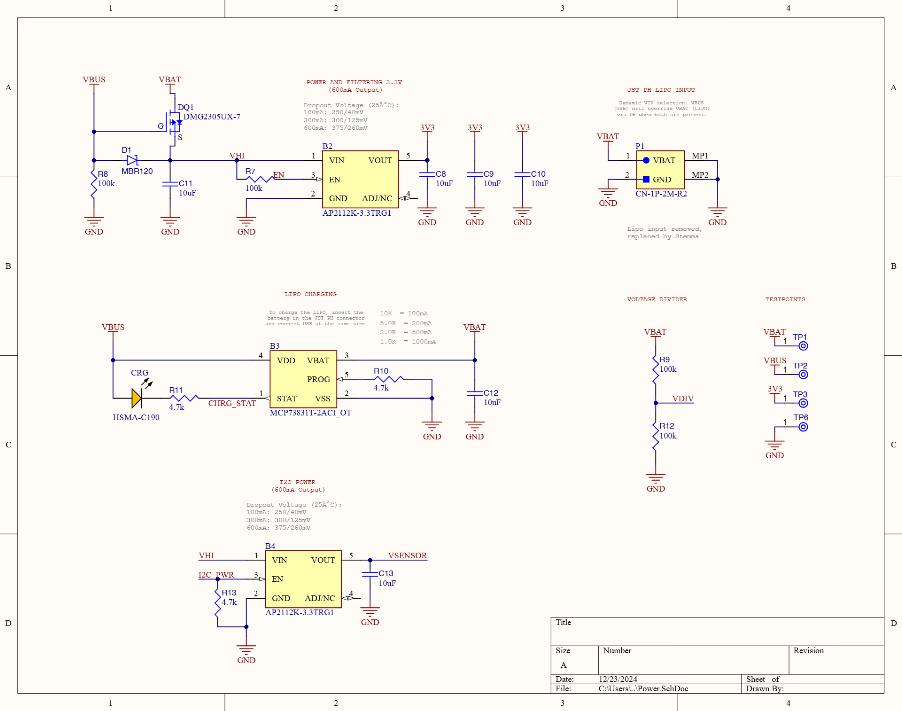 1
2
3
4
A
A
VBUS
VBAT
POWER AND FILTERING 3.3V
(600mA Output)
Dropout Voltage (25Â°C):
100mA: 250/40mV
300mA: 300/125mV
600mA: 375/260mV
JST PH LIPO INPUT
Dynamic VIN selection: VBUS
(USB) will override VBAT (LIPO)
via D1 when both are present.
DQ1
DMG2305UX-7
G
S
D1
MBR120
R8
100k
C11
10uF
VHI
R7
100k
EN
B2
1
VIN
VOUT
5
3
EN
2
GND
ADJ/NC
4
AP2112K-3.3TRG1
3V3
3V3
3V3
C8
10uF
C9
10uF
C10
10uF
VBAT
P1
1
VBAT
MP1
2
GND
MP2
CN-1P-2M-R2
GND
GND
GND
GND
GND
GND
GND
GND
GND
Lipo input removed,
replaced by Stemma
B
B
LIPO CHARGING
To charge the LIPO, insert the
battery in the JST PH connector
and connect USB at the same time
10K = 100mA
5.0K = 200mA
2.0K = 500mA
1.0K = 1000mA
VOLTAGE DIVIDER
TESTPOINTS
VBUS
VBAT
B3
4
VDD
VBAT
3
PROG
5
1
STAT
VSS
2
MCP73831T-2ACI_OT
CRG
HSMA-C190
R11
4.7k
CHRG_STAT
R10
4.7k
C12
10uF
GND
GND
VBAT
R9
100k
VDIV
R12
100k
GND
VBAT
1
TP1
VBUS
1
TP2
3V3
1
TP3
1
TP6
GND
C
C
I2C POWER
(600mA Output)
Dropout Voltage (25Â°C):
100mA: 250/40mV
300mA: 300/125mV
600mA: 375/260mV
VHI
I2C_PWR
R13
4.7k
B4
1
VIN
VOUT
5
3
EN
2
GND
ADJ/NC
4
AP2112K-3.3TRG1
VSENSOR
C13
10uF
GND
GND
D
D
Title
Size
Number
Revision
A
Date:
12/23/2024
Sheet of
File:
C:\Users\..\Power.SchDoc
Drawn By:
1
2
3
4